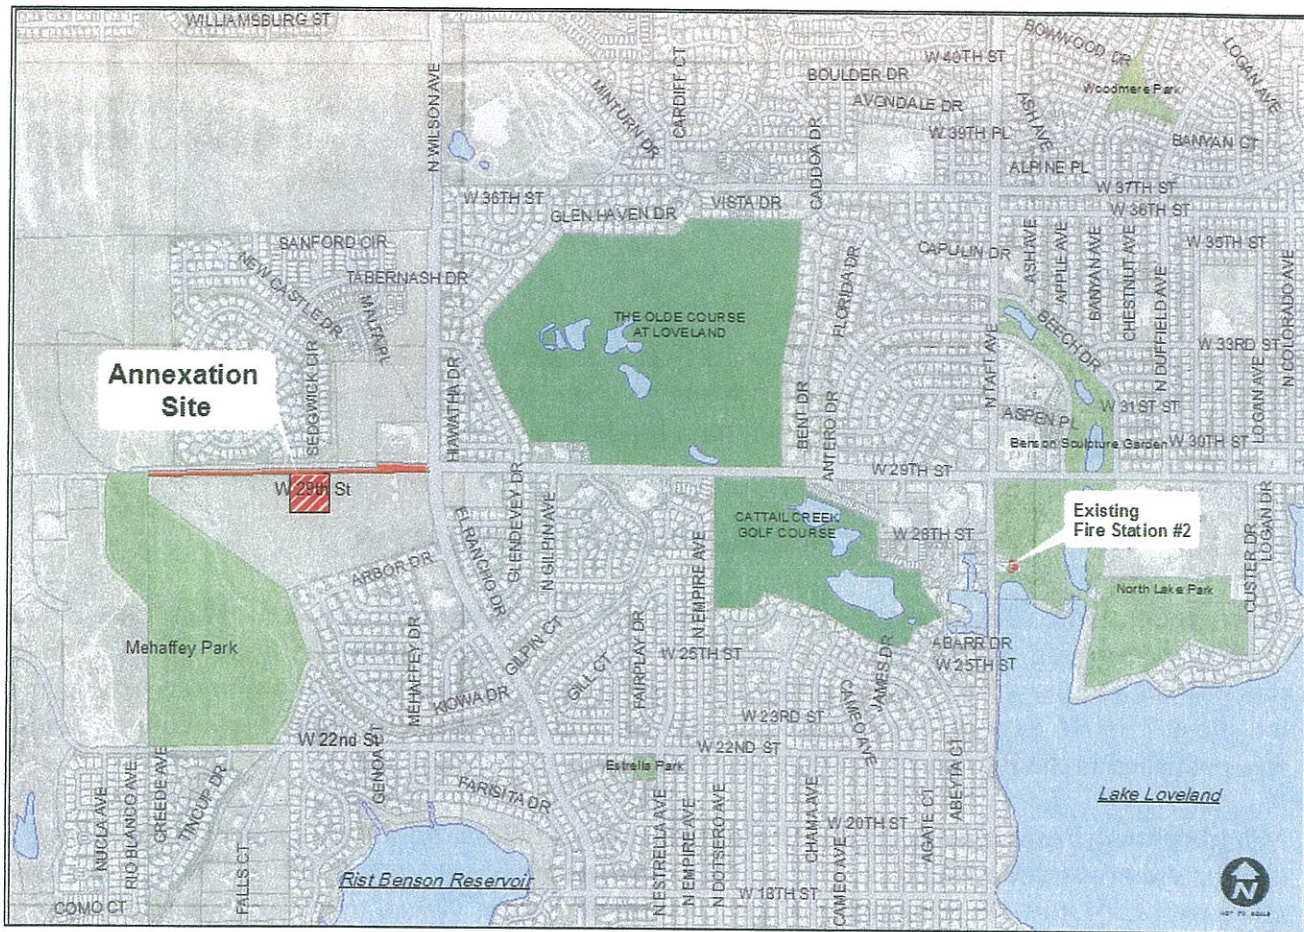 WILLIAMSBURG ST
BOXWOOD DR
LOGAN AVE
N WILSON AVE
MINTURN DR
CARDIFF CT
W 40TH ST
BOULDER DR
Woodmere Park
AVONDALE DR
ASH AVE
W 39TH PL
CADDOA DR
BANYAN CT
ALPINE PL
W 37TH ST
W 36TH ST
VISTA DR
W 36TH ST
GLEN HAVEN DR
SANFORD CIR
NEW CASTLE DR
TABERNASH DR
WALFAI PL
CAPULIN DR
FLORIDA DR
ASH AVE
APPLE AVE
BANYAN AVE
CHESTNUT AVE
N DUFFIELD AVE
W 35TH ST
N COLORADO AVE
THE OLDE COURSE
AT LOVELAND
BEECH DR
W 33RD ST
N TAFT AVE
Annexation
Site
SEDGWICK CIR
HIAWATHA DR
BENT DR
ANTERO DR
ASPEN PL
W 31ST ST
LOGAN AVE
Benson Sculpture Garden
W 30TH ST
W 29TH ST
W 29th St
GLENDEVEY DR
N GILPIN AVE
EL RANCHO DR
N EMPIRE AVE
CATTAIL CREEK
GOLF COURSE
W 28TH ST
Existing
Fire Station #2
CUSTER DR
LOGAN DR
ARBOR DR
North Lake Park
Mehaffey Park
MEHAFFEY DR
GILPIN CT
GILL CT
FAIRPLAY DR
W 25TH ST
JAMES DR
ABARR DR
W 25TH ST
KIOWA DR
CAMEO AVE
W 23RD ST
W 22nd St
W 22ND ST
GENOA CT
Estrella Park
FARISITA DR
NUCLA AVE
RIO BLANCO AVE
CREEDE AVE
TINCUP DR
FALLS CT
COMO CT
Rist Benson Reservoir
N ESTRELLA AVE
N EMPIRE AVE
N DOTSERO AVE
CHAMA AVE
CAMEO AVE
W 20TH ST
AGATE CT
ABEYTA CT
W 18TH ST
Lake Loveland
N
NOT TO SCALE